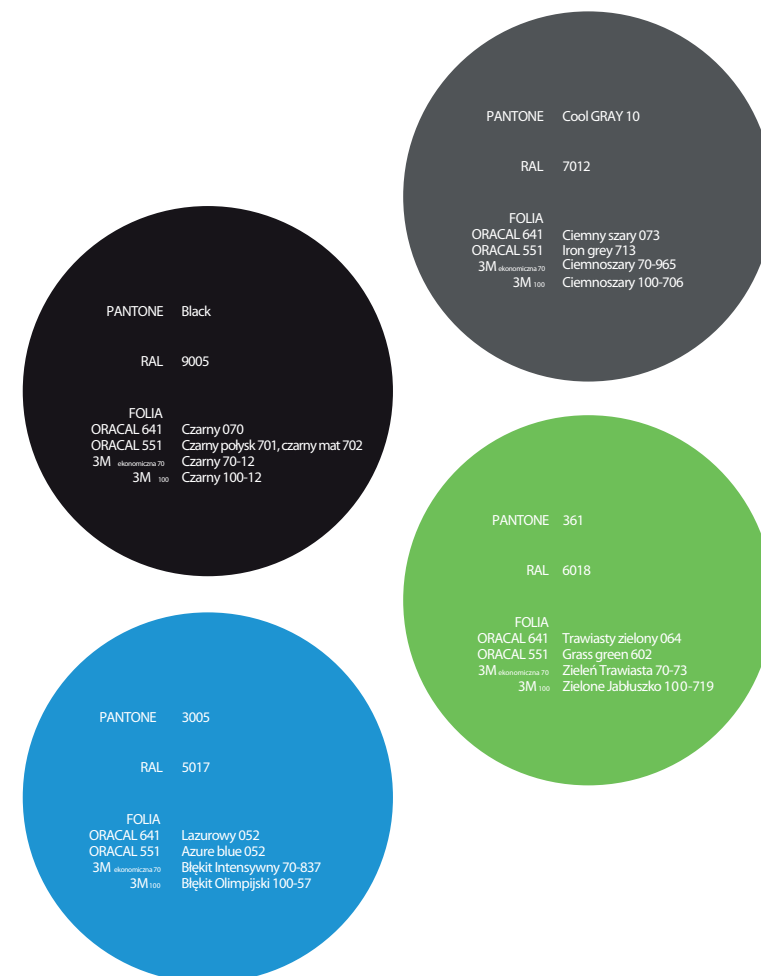 PANTONE Cool GRAY 10
RAL 7012
FOLIA
ORACAL 641 Ciemny szary 073
ORACAL 551 Iron grey 713
3M ekonomiczna 70 Ciemnoszary 70-965
3M 100 Ciemnoszary 100-706
PANTONE Black
RAL 9005
FOLIA
ORACAL 641 Czarny 070
ORACAL 551 Czarny połysk 701, czarny mat 702
3M ekonomiczna 70 Czarny 70-12
3M 100 Czarny 100-12
PANTONE 361
RAL 6018
FOLIA
ORACAL 641 Trawiasty zielony 064
ORACAL 551 Grass green 602
3M ekonomiczna 70 Zieleń Trawiasta 70-73
3M 100 Zielone Jabłuszko 100-719
PANTONE 3005
RAL 5017
FOLIA
ORACAL 641 Lazurowy 052
ORACAL 551 Azure blue 052
3M ekonomiczna 70 Błękit Intensywny 70-837
3M 100 Błękit Olimpijski 100-57